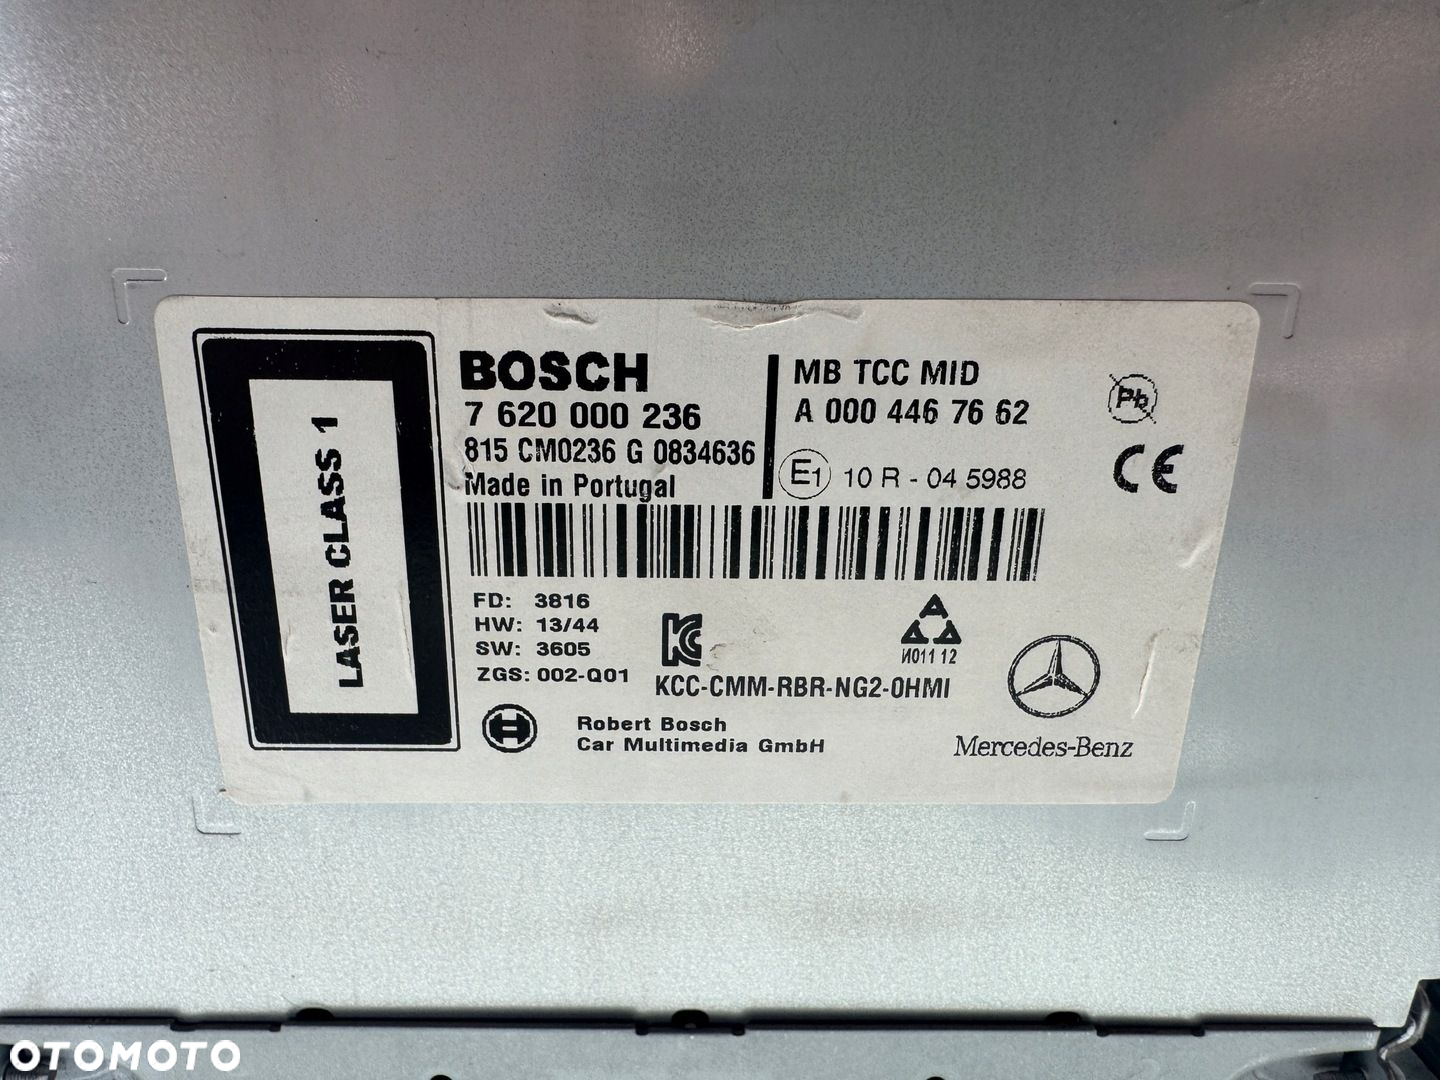 LASER CLASS 1
BOSCH
7 620 000 236
815 CM0236 G 0834636
Made in Portugal
MB TCC MID
A 000 446 76 62
E1 10 R - 04 5988
Pb
CE
FD: 3816
HW: 13/44
SW: 3605
ZGS: 002-Q01
KC
KCC-CMM-RBR-NG2-0HMI
A
N011 12
Robert Bosch
Car Multimedia GmbH
Mercedes-Benz
OTOMOTO